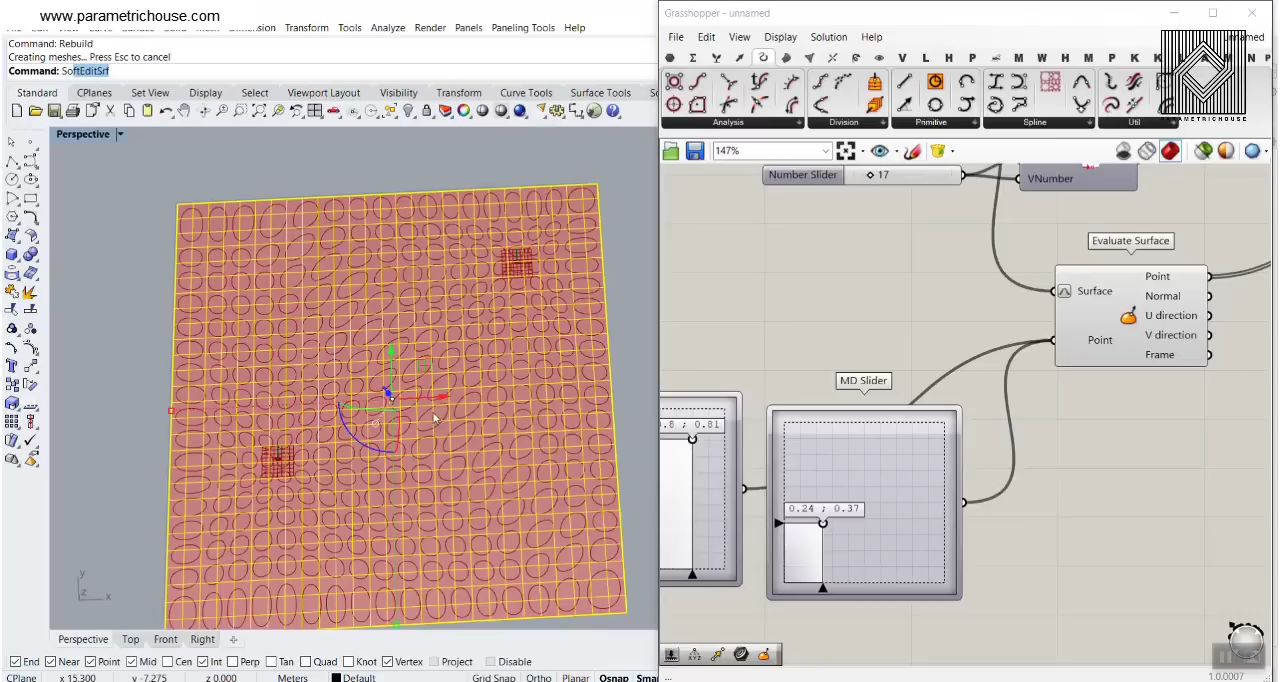 www.parametrichouse.com
Transform Tools Analyze Render Panels Paneling Tools Help
Command: Rebuild
Creating meshes... Press Esc to cancel
Command: SoftEditSrf
Standard CPlanes Set View Display Select Viewport Layout Visibility Transform Curve Tools Surface Tools
Perspective
y
z x
Perspective Top Front Right
End Near Point Mid Cen Int Perp Tan Quad Knot Vertex Project Disable
CPlane x 15.300 y -7.275 z 0.000 Meters Default Grid Snap Ortho Planar Osnap
Grasshopper - unnamed
File Edit View Display Solution Help
V L H P M W H M P K K
Analysis Division Primitive Spline Util
PARAMETRICHOUSE
147%
Number Slider 17
VNumber
Evaluate Surface
Surface
Point
Point
Normal
U direction
V direction
Frame
MD Slider
0.8 ; 0.81
0.24 ; 0.37
...
1.0.0007